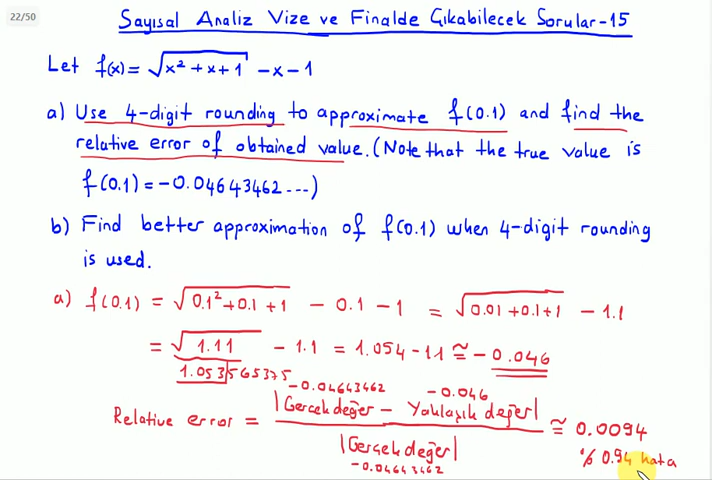 22/50
Sayısal Analiz Vize ve Finalde Çıkabilecek Sorular-15
Let f(x) = √(x² + x + 1) - x - 1
a) Use 4-digit rounding to approximate f(0.1) and find the
relative error of obtained value. (Note that the true value is
f(0.1) = -0.04643462...)
b) Find better approximation of f(0.1) when 4-digit rounding
is used.
a) f(0.1) = √(0.1² + 0.1 + 1) - 0.1 - 1 = √(0.01 + 0.1 + 1) - 1.1
= √1.11 - 1.1 = 1.054 - 1.1 ≅ -0.046
1.053|565375
-0.04643462 -0.046
Relative error = |Gerçek değer - Yaklaşık değer| ≅ 0.0094
|Gerçek değer| % 0.94 hata
-0.04643462